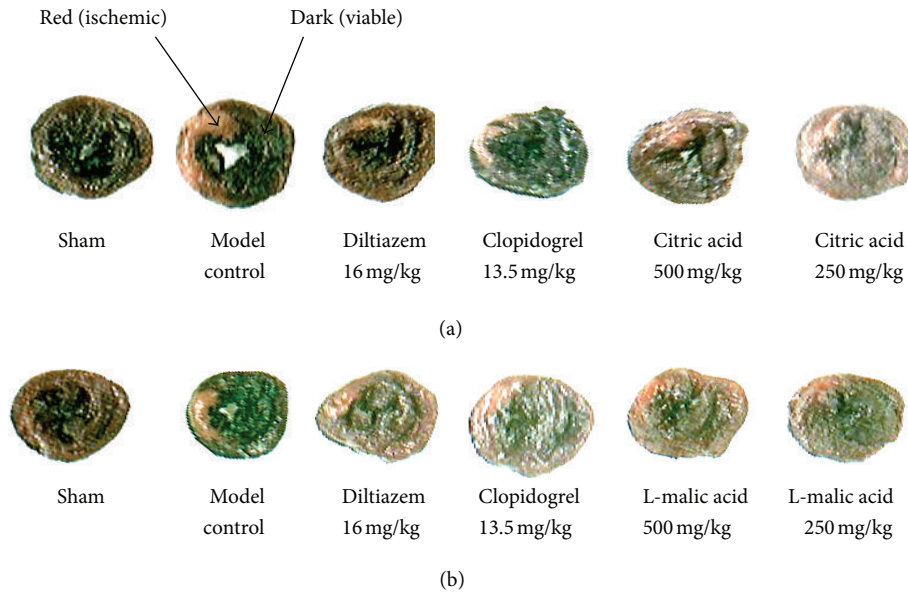 Red (ischemic) Dark (viable)
Sham Model control Diltiazem 16 mg/kg Clopidogrel 13.5 mg/kg Citric acid 500 mg/kg Citric acid 250 mg/kg
(a)
Sham Model control Diltiazem 16 mg/kg Clopidogrel 13.5 mg/kg L-malic acid 500 mg/kg L-malic acid 250 mg/kg
(b)